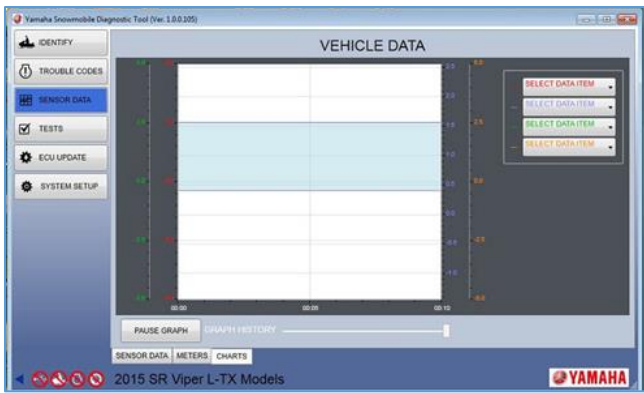 Yamaha Snowmobile Diagnostic Tool (Ver. 1.0.0.105)
IDENTIFY
TROUBLE CODES
SENSOR DATA
TESTS
ECU UPDATE
SYSTEM SETUP
VEHICLE DATA
SELECT DATA ITEM
SELECT DATA ITEM
SELECT DATA ITEM
SELECT DATA ITEM
00:00 00:05 00:10
PAUSE GRAPH GRAPH HISTORY
SENSOR DATA METERS CHARTS
2015 SR Viper L-TX Models
YAMAHA